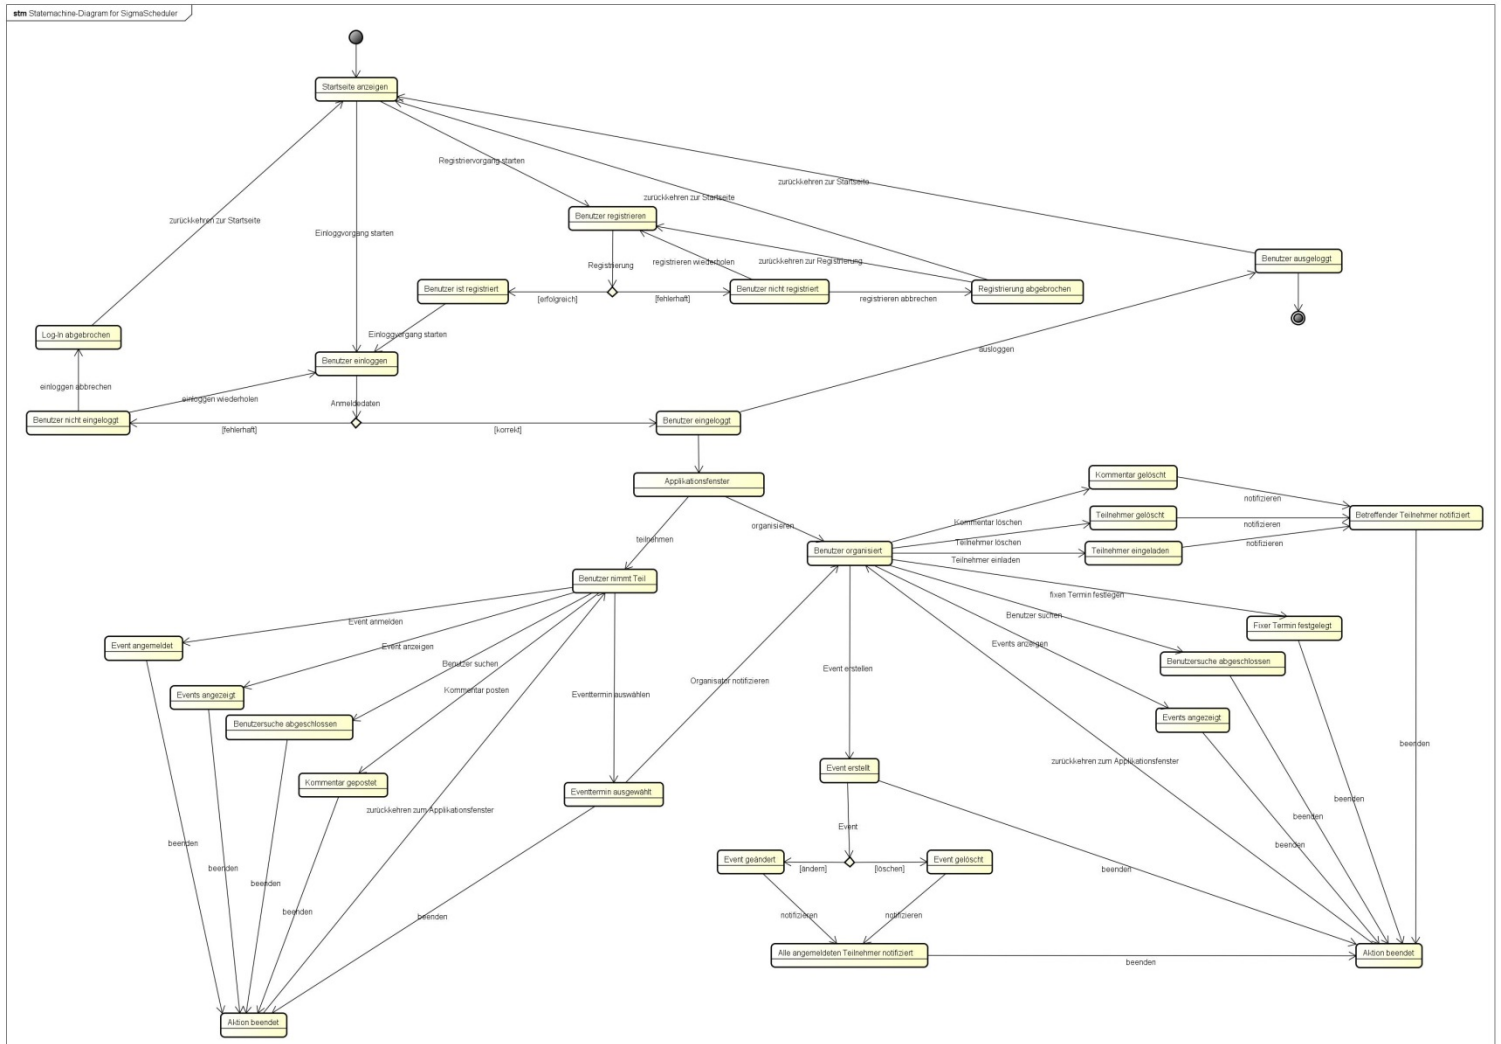 stm Statemachine-Diagram for SigmaScheduler
Startseite anzeigen
Registriervorgang starten
zurückkehren zur Startseite
zurückkehren zur Startseite
zurückkehren zur Startseite
Benutzer registrieren
Einloggvorgang starten
Benutzer ausgeloggt
Registrierung
registrieren wiederholen
zurückkehren zur Registrierung
Benutzer ist registriert
[erfolgreich]
[fehlerhaft]
Benutzer nicht registriert
registrieren abbrechen
Registrierung abgebrochen
Log-In abgebrochen
Einloggvorgang starten
ausloggen
Benutzer einloggen
einloggen abbrechen
einloggen wiederholen
Anmeldedaten
Benutzer nicht eingeloggt
[fehlerhaft]
[korrekt]
Benutzer eingeloggt
Applikationsfenster
Kommentar gelöscht
notifizieren
Kommentar löschen
Teilnehmer gelöscht
notifizieren
Betreffender Teilnehmer notifiziert
organisieren
teilnehmen
Benutzer organisiert
Teilnehmer löschen
Teilnehmer eingeladen
notifizieren
Teilnehmer einladen
Benutzer nimmt Teil
fixen Termin festlegen
Benutzer suchen
Fixer Termin festgelegt
Event anmelden
Event angemeldet
Event anzeigen
Events anzeigen
Benutzer suchen
Benutzersuche abgeschlossen
Event erstellen
Organisator notifizieren
Kommentar posten
Eventtermin auswählen
Events angezeigt
Benutzersuche abgeschlossen
Events angezeigt
beenden
zurückkehren zum Applikationsfenster
Event erstellt
Kommentar gepostet
Eventtermin ausgewählt
zurückkehren zum Applikationsfenster
beenden
beenden
Event
beenden
beenden
Event geändert
[ändern]
[löschen]
Event gelöscht
beenden
beenden
beenden
beenden
beenden
notifizieren
notifizieren
Alle angemeldeten Teilnehmer notifiziert
beenden
Aktion beendet
Aktion beendet